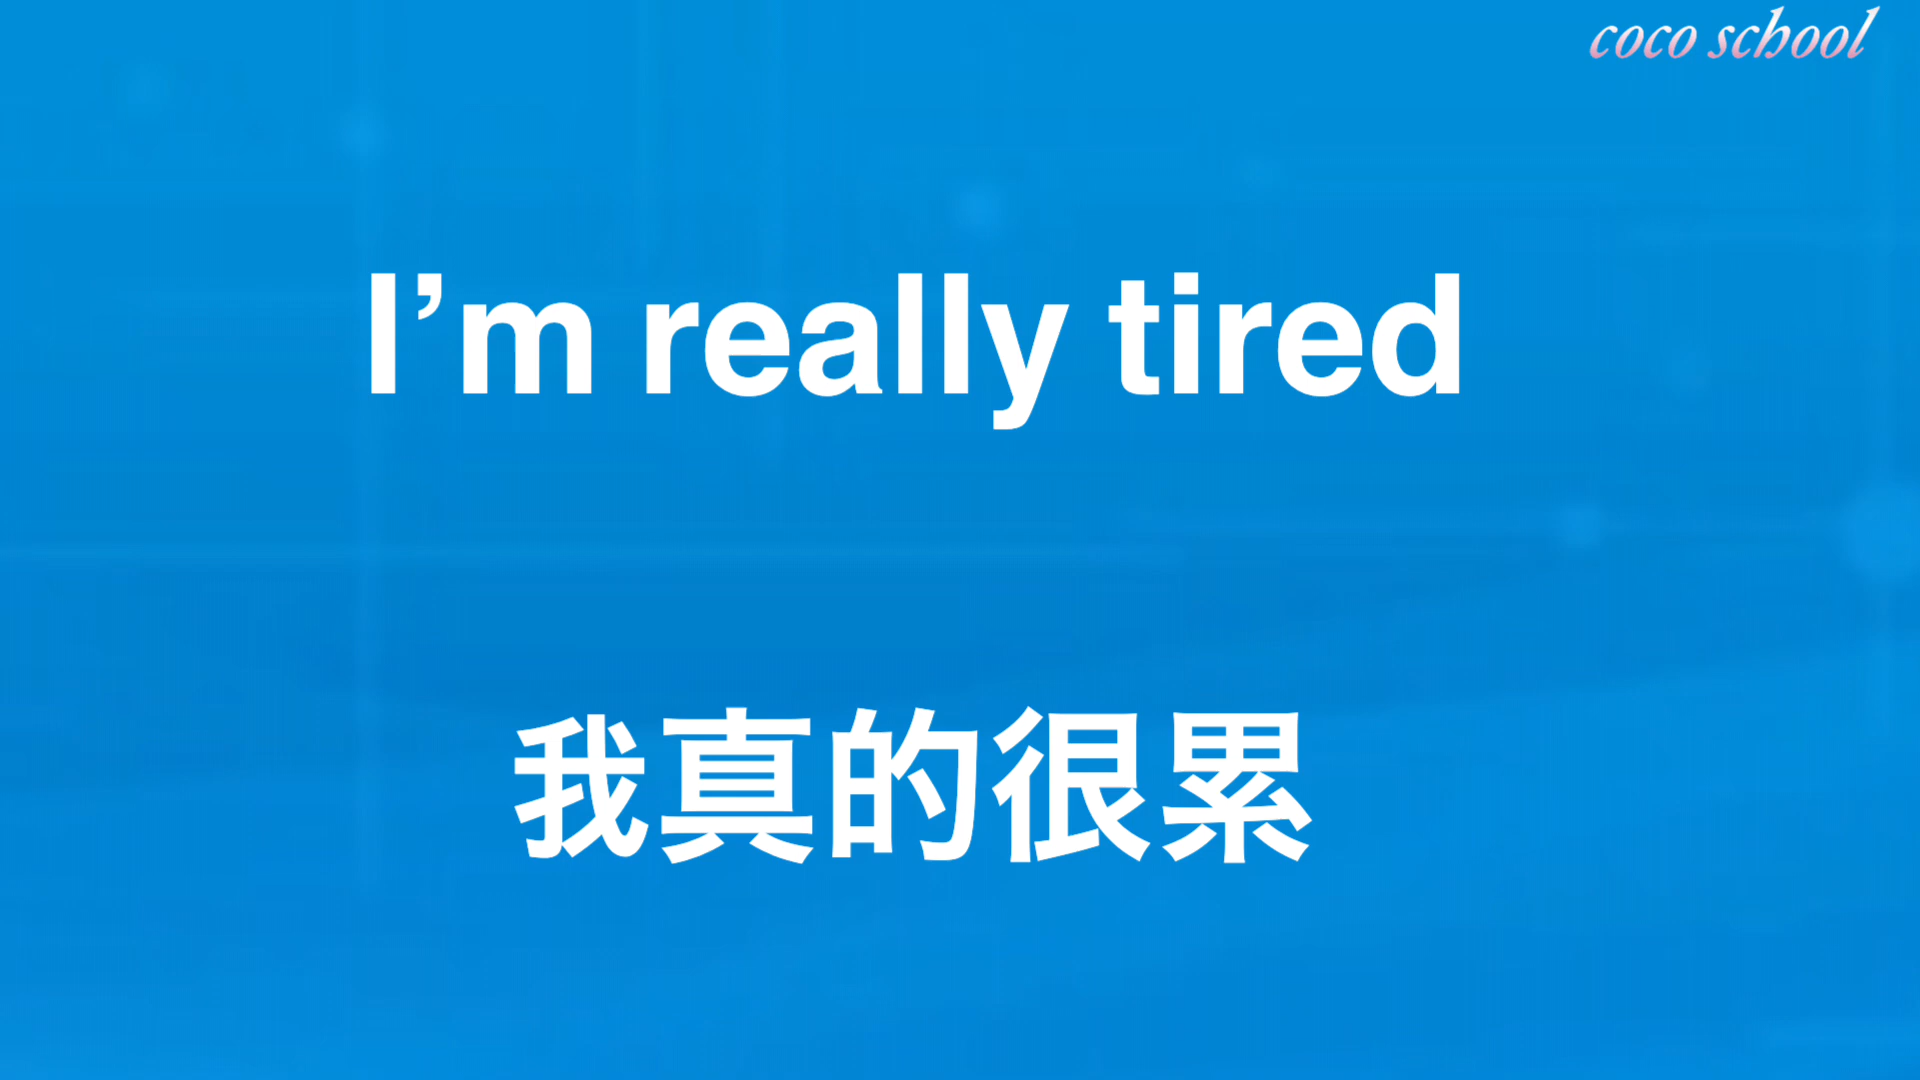 coco school
I’m really tired
我真的很累